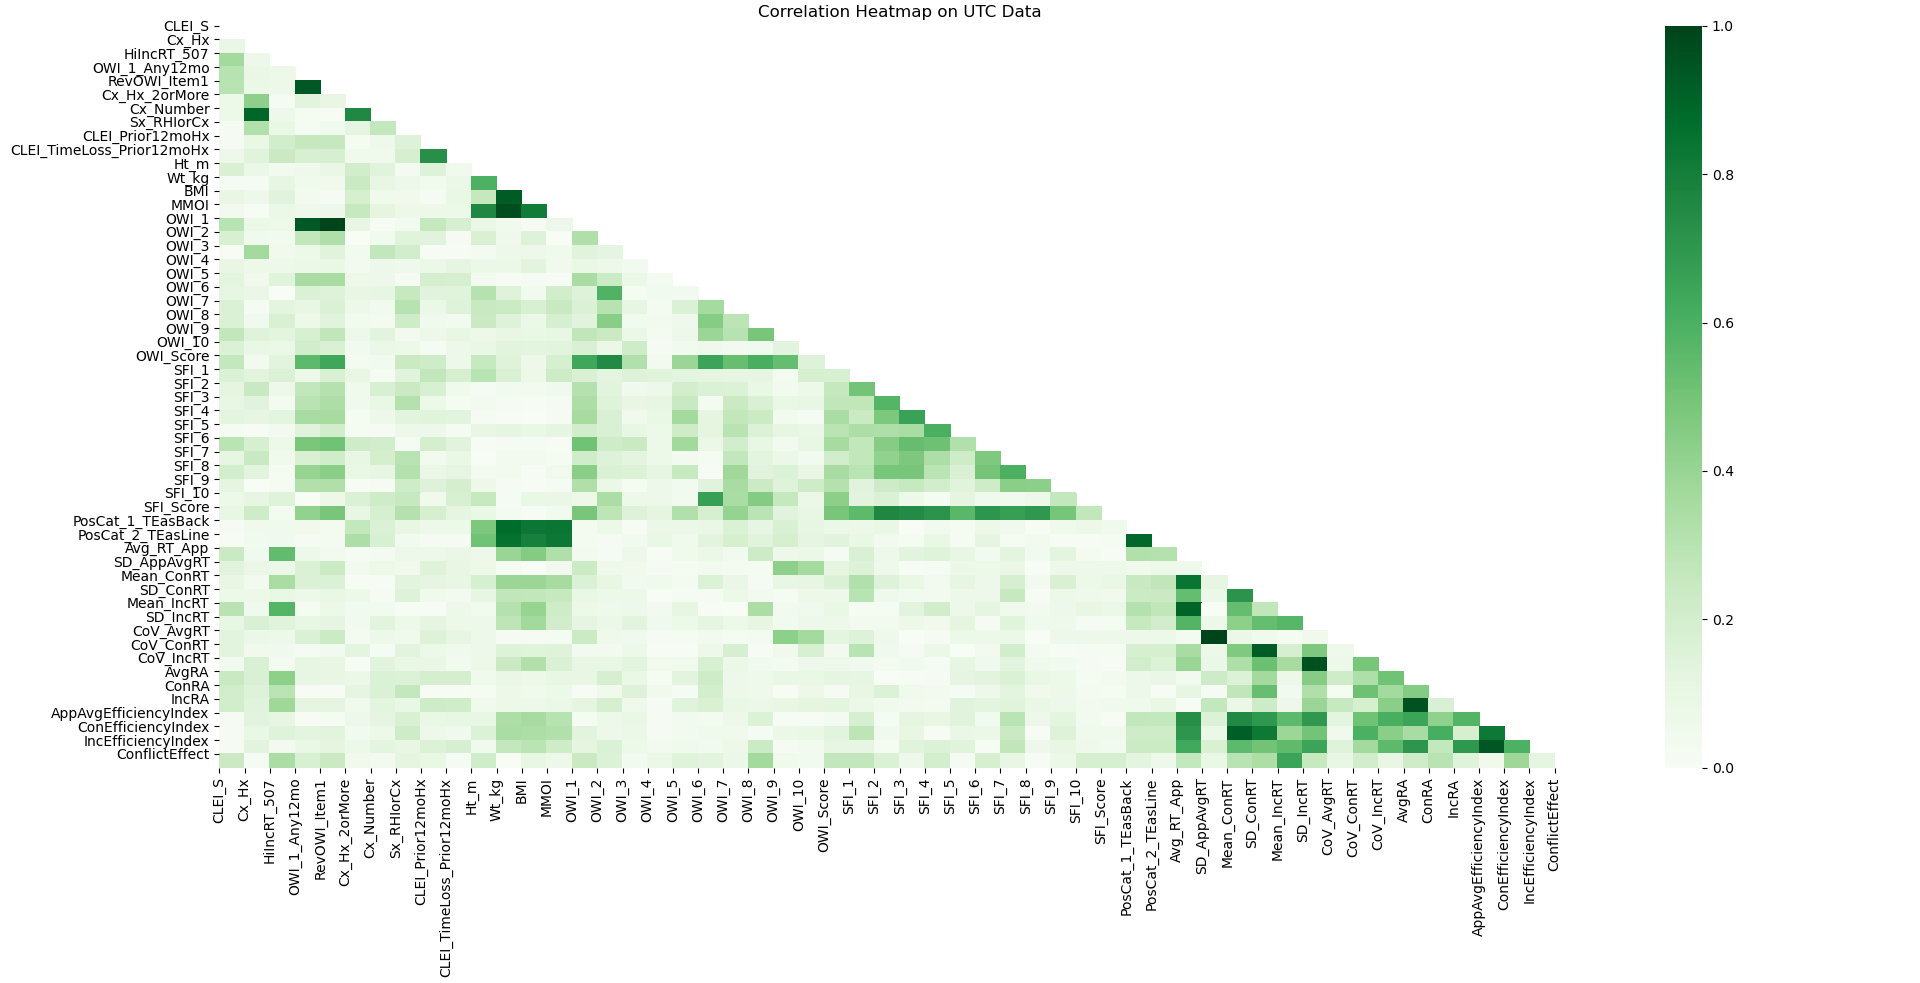 Correlation Heatmap on UTC Data
CLEI_S
Cx_Hx
HiIncRT_507
OWI_1_Any12mo
RevOWI_Item1
Cx_Hx_2orMore
Cx_Number
Sx_RHIorCx
CLEI_Prior12moHx
CLEI_TimeLoss_Prior12moHx
Ht_m
Wt_kg
BMI
MMOI
OWI_1
OWI_2
OWI_3
OWI_4
OWI_5
OWI_6
OWI_7
OWI_8
OWI_9
OWI_10
OWI_Score
SFI_1
SFI_2
SFI_3
SFI_4
SFI_5
SFI_6
SFI_7
SFI_8
SFI_9
SFI_10
SFI_Score
PosCat_1_TEasBack
PosCat_2_TEasLine
Avg_RT_App
SD_AppAvgRT
Mean_ConRT
SD_ConRT
Mean_IncRT
SD_IncRT
CoV_AvgRT
CoV_ConRT
CoV_IncRT
AvgRA
ConRA
IncRA
AppAvgEfficiencyIndex
ConEfficiencyIndex
IncEfficiencyIndex
ConflictEffect
CLEI_S
Cx_Hx
HiIncRT_507
OWI_1_Any12mo
RevOWI_Item1
Cx_Hx_2orMore
Cx_Number
Sx_RHIorCx
CLEI_Prior12moHx
CLEI_TimeLoss_Prior12moHx
Ht_m
Wt_kg
BMI
MMOI
OWI_1
OWI_2
OWI_3
OWI_4
OWI_5
OWI_6
OWI_7
OWI_8
OWI_9
OWI_10
OWI_Score
SFI_1
SFI_2
SFI_3
SFI_4
SFI_5
SFI_6
SFI_7
SFI_8
SFI_9
SFI_10
SFI_Score
PosCat_1_TEasBack
PosCat_2_TEasLine
Avg_RT_App
SD_AppAvgRT
Mean_ConRT
SD_ConRT
Mean_IncRT
SD_IncRT
CoV_AvgRT
CoV_ConRT
CoV_IncRT
AvgRA
ConRA
IncRA
AppAvgEfficiencyIndex
ConEfficiencyIndex
IncEfficiencyIndex
ConflictEffect
1.0
0.8
0.6
0.4
0.2
0.0